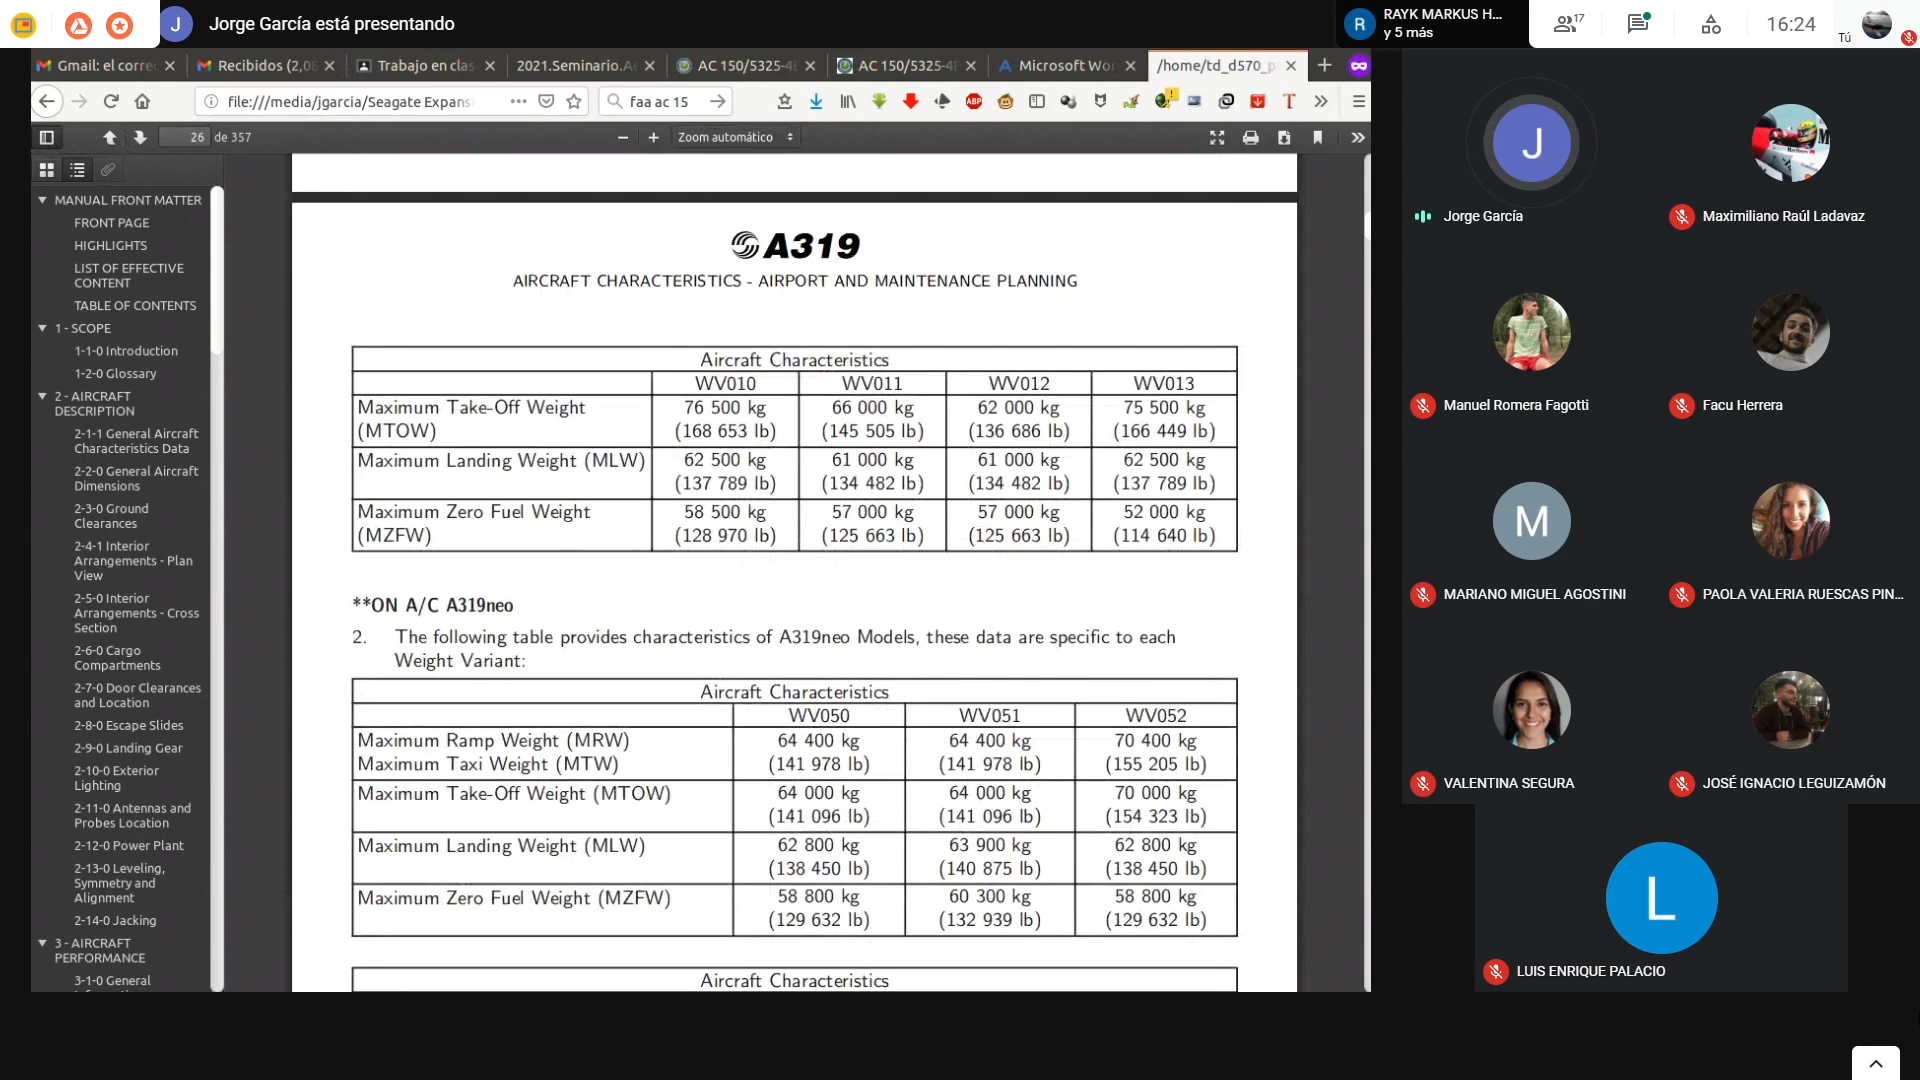 Jorge García está presentando
RAYK MARKUS H...
y 5 más
17
16:24
Tú
Gmail: el corre
Recibidos (2,08
Trabajo en clas
2021.Seminario.Ae
AC 150/5325-4B
AC 150/5325-4B
Microsoft Wor
/home/td_d570_p
file:///media/jgarcia/Seagate Expans
faa ac 15
ABP
26 de 357
Zoom automático
MANUAL FRONT MATTER
FRONT PAGE
HIGHLIGHTS
LIST OF EFFECTIVE
CONTENT
TABLE OF CONTENTS
1 - SCOPE
1-1-0 Introduction
1-2-0 Glossary
2 - AIRCRAFT
DESCRIPTION
2-1-1 General Aircraft
Characteristics Data
2-2-0 General Aircraft
Dimensions
2-3-0 Ground
Clearances
2-4-1 Interior
Arrangements - Plan
View
2-5-0 Interior
Arrangements - Cross
Section
2-6-0 Cargo
Compartments
2-7-0 Door Clearances
and Location
2-8-0 Escape Slides
2-9-0 Landing Gear
2-10-0 Exterior
Lighting
2-11-0 Antennas and
Probes Location
2-12-0 Power Plant
2-13-0 Leveling,
Symmetry and
Alignment
2-14-0 Jacking
3 - AIRCRAFT
PERFORMANCE
3-1-0 General
A319
AIRCRAFT CHARACTERISTICS - AIRPORT AND MAINTENANCE PLANNING
Aircraft Characteristics
WV010 WV011 WV012 WV013
Maximum Take-Off Weight 76 500 kg 66 000 kg 62 000 kg 75 500 kg
(MTOW) (168 653 lb) (145 505 lb) (136 686 lb) (166 449 lb)
Maximum Landing Weight (MLW) 62 500 kg 61 000 kg 61 000 kg 62 500 kg
(137 789 lb) (134 482 lb) (134 482 lb) (137 789 lb)
Maximum Zero Fuel Weight 58 500 kg 57 000 kg 57 000 kg 52 000 kg
(MZFW) (128 970 lb) (125 663 lb) (125 663 lb) (114 640 lb)
**ON A/C A319neo
2. The following table provides characteristics of A319neo Models, these data are specific to each
Weight Variant:
Aircraft Characteristics
WV050 WV051 WV052
Maximum Ramp Weight (MRW) 64 400 kg 64 400 kg 70 400 kg
Maximum Taxi Weight (MTW) (141 978 lb) (141 978 lb) (155 205 lb)
Maximum Take-Off Weight (MTOW) 64 000 kg 64 000 kg 70 000 kg
(141 096 lb) (141 096 lb) (154 323 lb)
Maximum Landing Weight (MLW) 62 800 kg 63 900 kg 62 800 kg
(138 450 lb) (140 875 lb) (138 450 lb)
Maximum Zero Fuel Weight (MZFW) 58 800 kg 60 300 kg 58 800 kg
(129 632 lb) (132 939 lb) (129 632 lb)
Aircraft Characteristics
Jorge García
Maximiliano Raúl Ladavaz
Manuel Romera Fagotti
Facu Herrera
MARIANO MIGUEL AGOSTINI
PAOLA VALERIA RUESCAS PIN...
VALENTINA SEGURA
JOSÉ IGNACIO LEGUIZAMÓN
LUIS ENRIQUE PALACIO